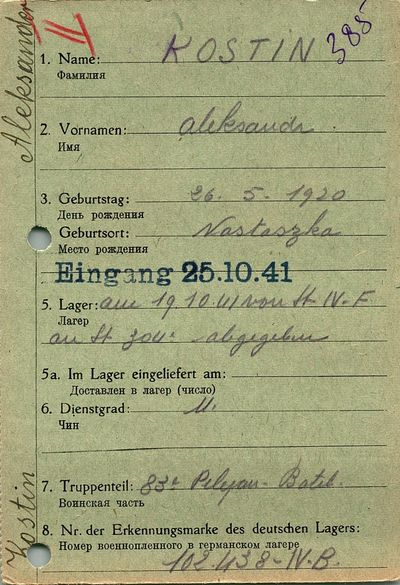 Aleksander
II
385
1. Name: KOSTIN
Фамилия
2. Vornamen: Aleksandr
Имя
3. Geburtstag: 26. 5. 1920
День рождения
Geburtsort: Nastaszka
Место рождения
Eingang 25.10.41
5. Lager: am 19.10.41 von St. IV-F
Лагер
an St. 304 abgegeben
5a. Im Lager eingeliefert am:
Доставлен в лагер (число)
6. Dienstgrad:
Чин
7. Truppenteil: 83
Воинская часть
8. Nr. der Erkennungsmarke des deutschen Lagers:
Номер военнопленного в германском лагере
102438-IV-B.
Kostin